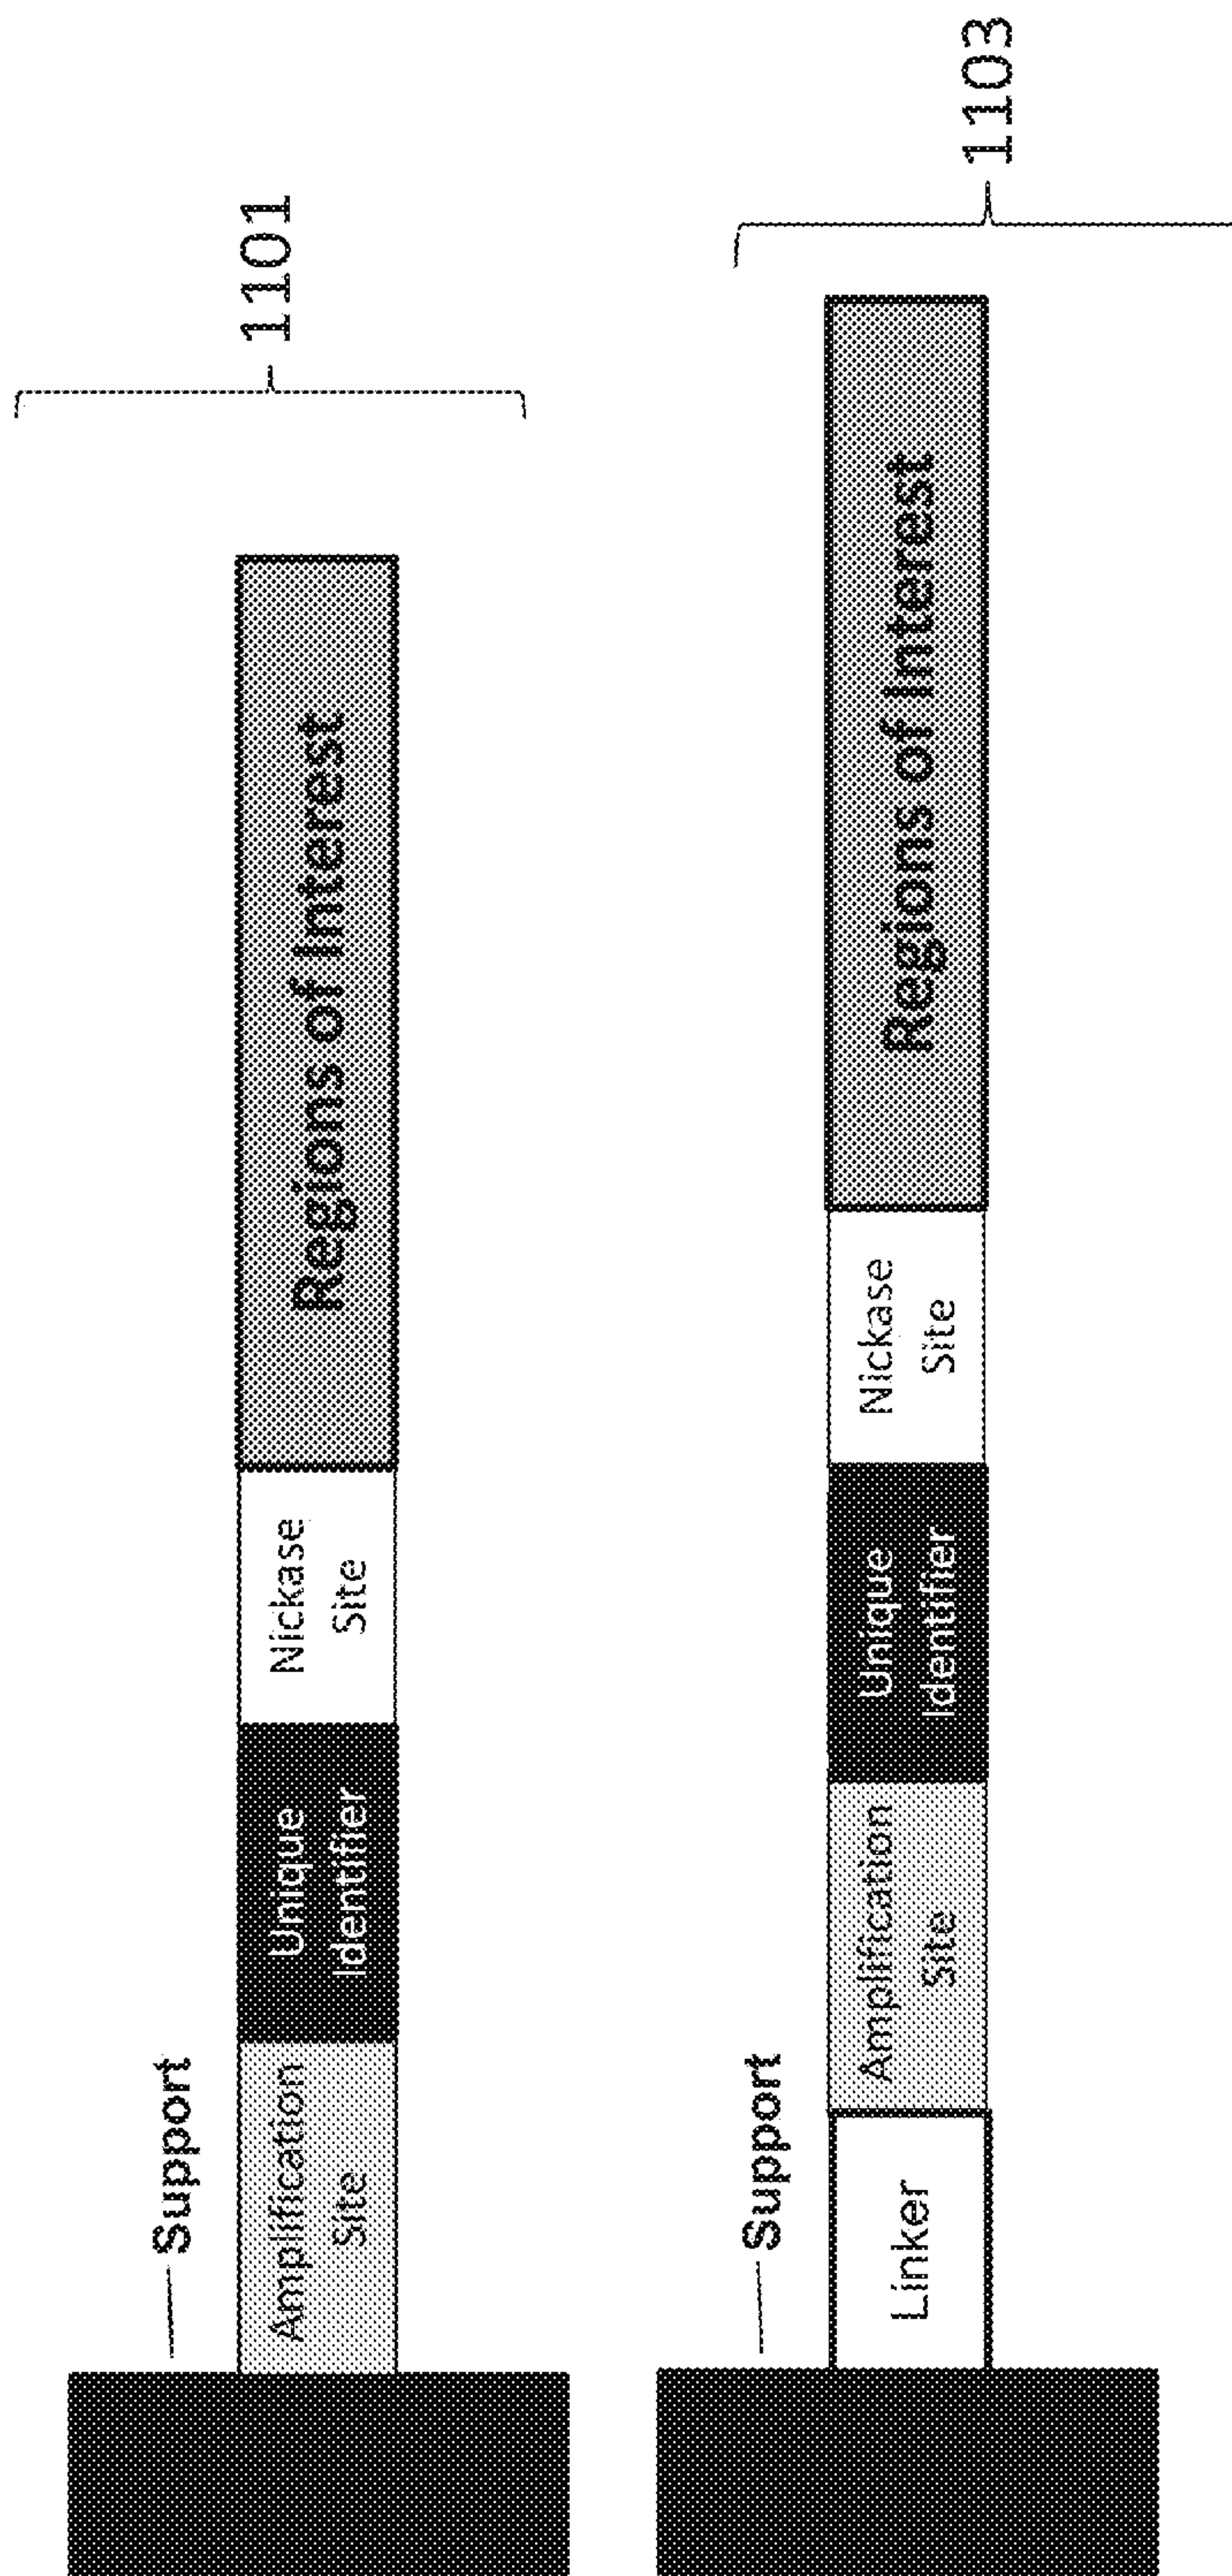 Support
Amplification
Site
Unique
Identifier
Nickase
Site
Regions of Interest
1101
Support
Linker
Amplification
Site
Unique
Identifier
Nickase
Site
Regions of Interest
1103